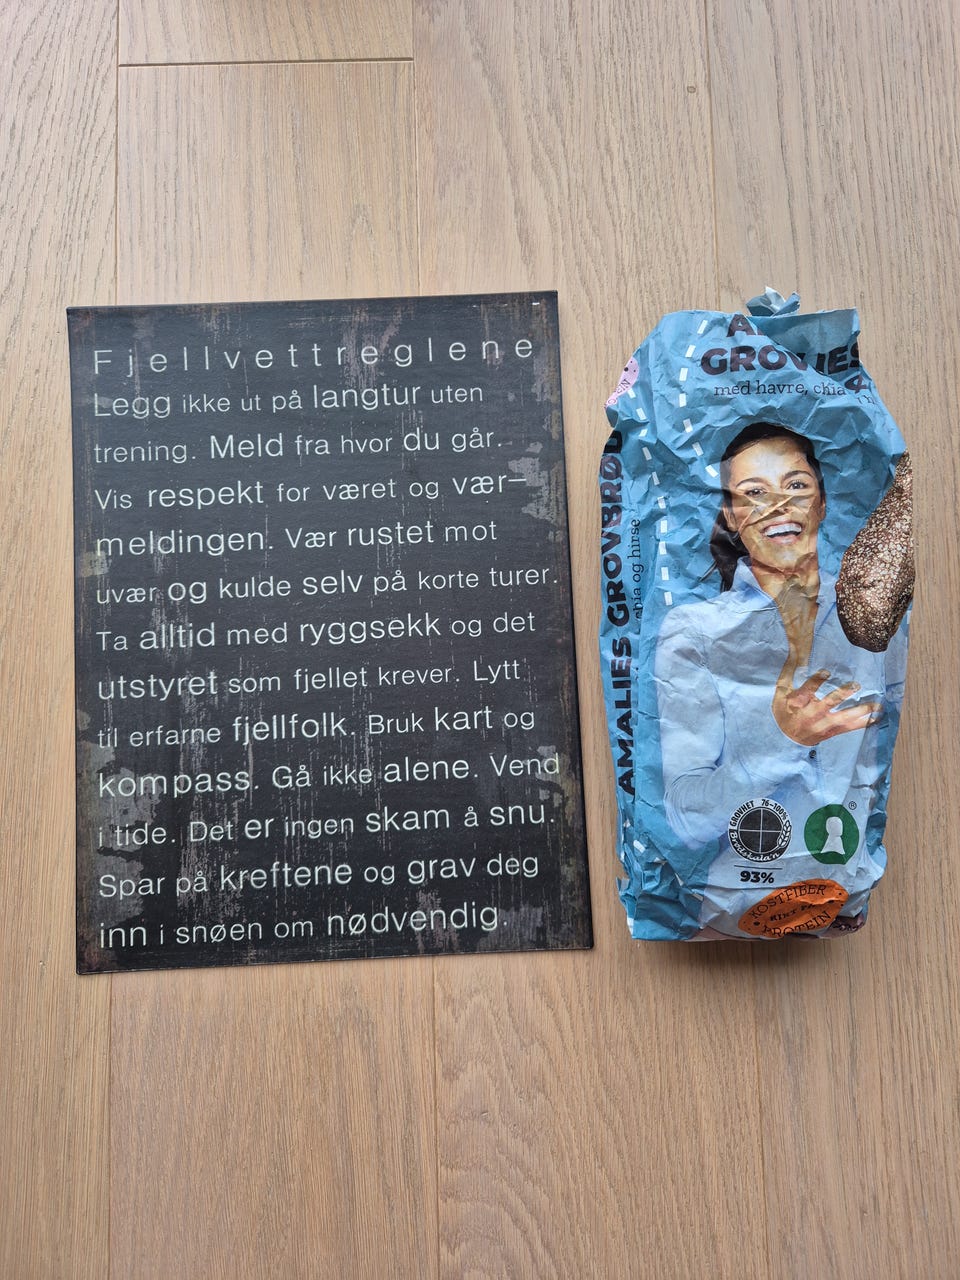 Fjellvettreglene
Legg ikke ut på langtur uten
trening. Meld fra hvor du går.
Vis respekt for været og vær–
meldingen. Vær rustet mot
uvær og kulde selv på korte turer.
Ta alltid med ryggsekk og det
utstyret som fjellet krever. Lytt
til erfarne fjellfolk. Bruk kart og
kompass. Gå ikke alene. Vend
i tide. Det er ingen skam å snu.
Spar på kreftene og grav deg
inn i snøen om nødvendig.
med havre, chia
AMALIES GROVBRØD
chia og hirse
GROVHET 76-100%
Brødskala'n
93%
®
KOSTFIBER
PROTEIN